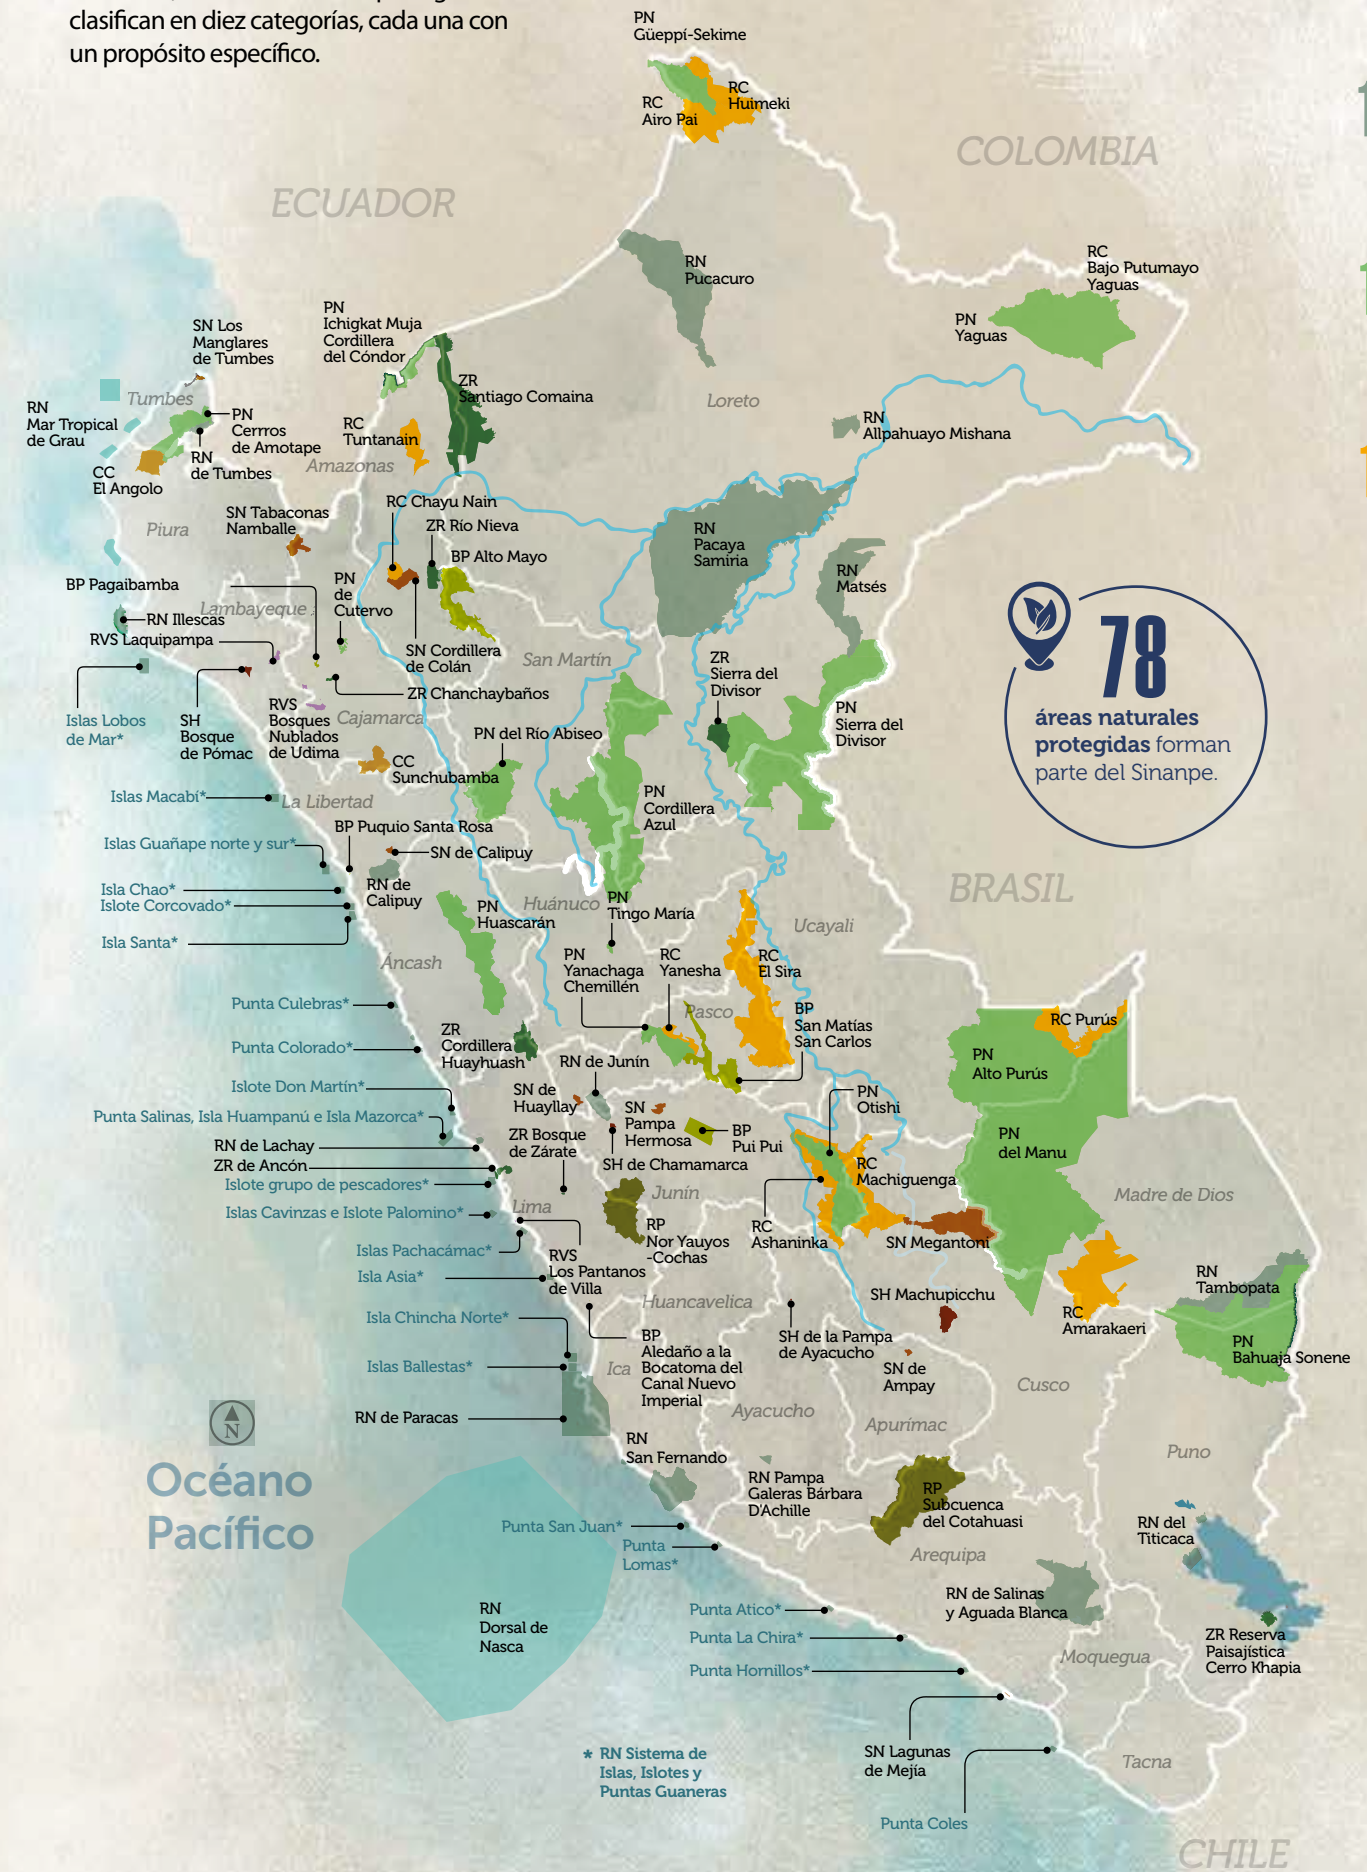 clasifican en diez categorías, cada una con
un propósito específico.
PN
Güeppí-Sekime
RC
Huimeki
RC
Airo Pai
COLOMBIA
ECUADOR
RN
Pucacuro
RC
Bajo Putumayo
Yaguas
PN
Yaguas
PN
Ichigkat Muja
Cordillera
del Cóndor
SN Los
Manglares
de Tumbes
ZR
Santiago Comaina
Tumbes
Loreto
RN
Mar Tropical
de Grau
PN
Cerrros
de Amotape
RC
Tuntanain
RN
Allpahuayo Mishana
RN
de Tumbes
CC
El Angolo
Amazonas
RC Chayu Nain
SN Tabaconas
Namballe
ZR Río Nieva
Piura
RN
Pacaya
Samiria
BP Alto Mayo
RN
Matsés
BP Pagaibamba
PN
de
Cutervo
Lambayeque
RN Illescas
RVS Laquipampa
SN Cordillera
de Colán
San Martín
ZR
Sierra del
Divisor
78
áreas naturales
protegidas forman
parte del Sinanpe.
ZR Chanchaybaños
Islas Lobos
de Mar*
SH
Bosque
de Pómac
RVS
Bosques
Nublados
de Udima
Cajamarca
PN
Sierra del
Divisor
PN del Río Abiseo
CC
Sunchubamba
Islas Macabí*
La Libertad
PN
Cordillera
Azul
BP Puquio Santa Rosa
Islas Guañape norte y sur*
SN de Calipuy
Isla Chao*
RN de
Calipuy
Islote Corcovado*
BRASIL
Huánuco
PN
Tingo María
PN
Huascarán
Ucayali
Isla Santa*
Áncash
PN
Yanachaga
Chemillén
RC
Yanesha
RC
El Sira
Punta Culebras*
Pasco
BP
San Matías
San Carlos
RC Purús
ZR
Cordillera
Huayhuash
Punta Colorado*
RN de Junín
PN
Alto Purús
Islote Don Martín*
SN de
Huayllay
PN
Otishi
Punta Salinas, Isla Huampanú e Isla Mazorca*
SN
Pampa
Hermosa
BP
Pui Pui
ZR Bosque
de Zárate
PN
del Manu
RN de Lachay
ZR de Ancón
SH de Chamamarca
RC
Machiguenga
Islote grupo de pescadores*
Junín
Madre de Dios
Islas Cavinzas e Islote Palomino*
Lima
RP
Nor Yauyos
-Cochas
RC
Ashaninka
SN Megantoni
Islas Pachacámac*
RVS
Los Pantanos
de Villa
Isla Asia*
RN
Tambopata
Huancavelica
SH Machupicchu
Isla Chincha Norte*
RC
Amarakaeri
BP
Aledaño a la
Bocatoma del
Canal Nuevo
Imperial
SH de la Pampa
de Ayacucho
PN
Bahuaja Sonene
Islas Ballestas*
Ica
SN de
Ampay
Cusco
RN de Paracas
Ayacucho
Apurímac
N
RN
San Fernando
Puno
Océano
Pacífico
RN Pampa
Galeras Bárbara
D'Achille
RP
Subcuenca
del Cotahuasi
Punta San Juan*
RN del
Titicaca
Punta
Lomas*
Arequipa
RN de Salinas
y Aguada Blanca
RN
Dorsal de
Nasca
Punta Atico*
Punta La Chira*
ZR Reserva
Paisajística
Cerro Khapia
Moquegua
Punta Hornillos*
* RN Sistema de
Islas, Islotes y
Puntas Guaneras
SN Lagunas
de Mejía
Tacna
Punta Coles
CHILE